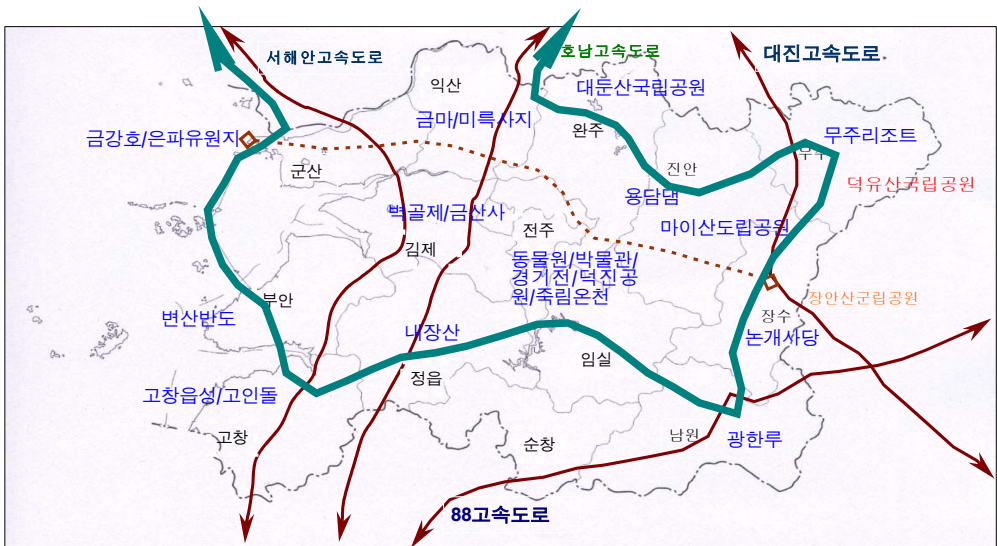 서해안고속도로
호남고속도로
대진고속도로
익산
대둔산국립공원
금마/미륵사지
완주
무주리조트
금강호/은파유원지
무주
군산
진안
덕유산국립공원
용담댐
벽골제/금산사
전주
마이산도립공원
김제
동물원/박물관/
경기전/덕진공
원/죽림온천
부안
장안산군립공원
변산반도
장수
내장산
논개사당
임실
정읍
고창읍성/고인돌
고창
순창
남원
광한루
88고속도로